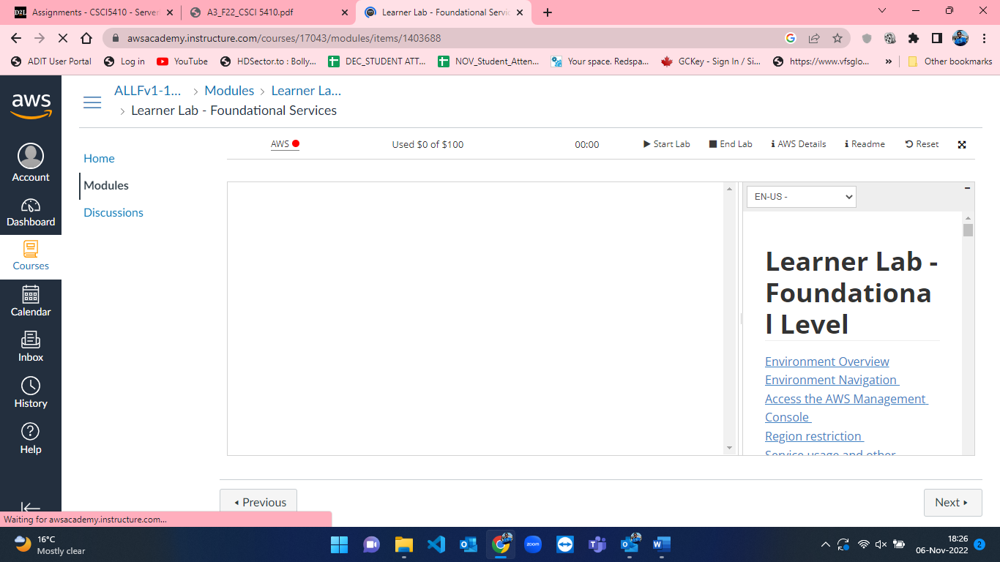 Assignments - CSCI5410 - Server
A3_F22_CSCI 5410.pdf
Learner Lab - Foundational Servic
awsacademy.instructure.com/courses/17043/modules/items/1403688
ADIT User Portal
Log in
YouTube
HDSector.to : Bolly...
DEC_STUDENT ATT...
NOV_Student_Atten...
Your space. Redspa...
GCKey - Sign In / Si...
https://www.vfsglo...
»
Other bookmarks
aws
Account
Dashboard
Courses
Calendar
Inbox
History
Help
ALLFv1-1... > Modules > Learner La...
> Learner Lab - Foundational Services
Home
Modules
Discussions
AWS
Used $0 of $100
00:00
Start Lab
End Lab
AWS Details
Readme
Reset
EN-US -
Learner Lab -
Foundationa
l Level
Environment Overview
Environment Navigation
Access the AWS Management
Console
Region restriction
Service usage and other
Previous
Next
Waiting for awsacademy.instructure.com...
16°C
Mostly clear
zoom
18:26
06-Nov-2022
2